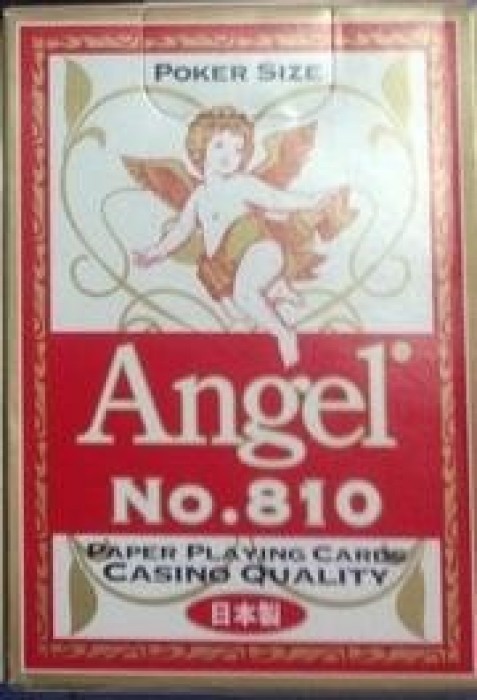 POKER SIZE
Angel®
No.810
PAPER PLAYING CARDS
CASINO QUALITY
日本製